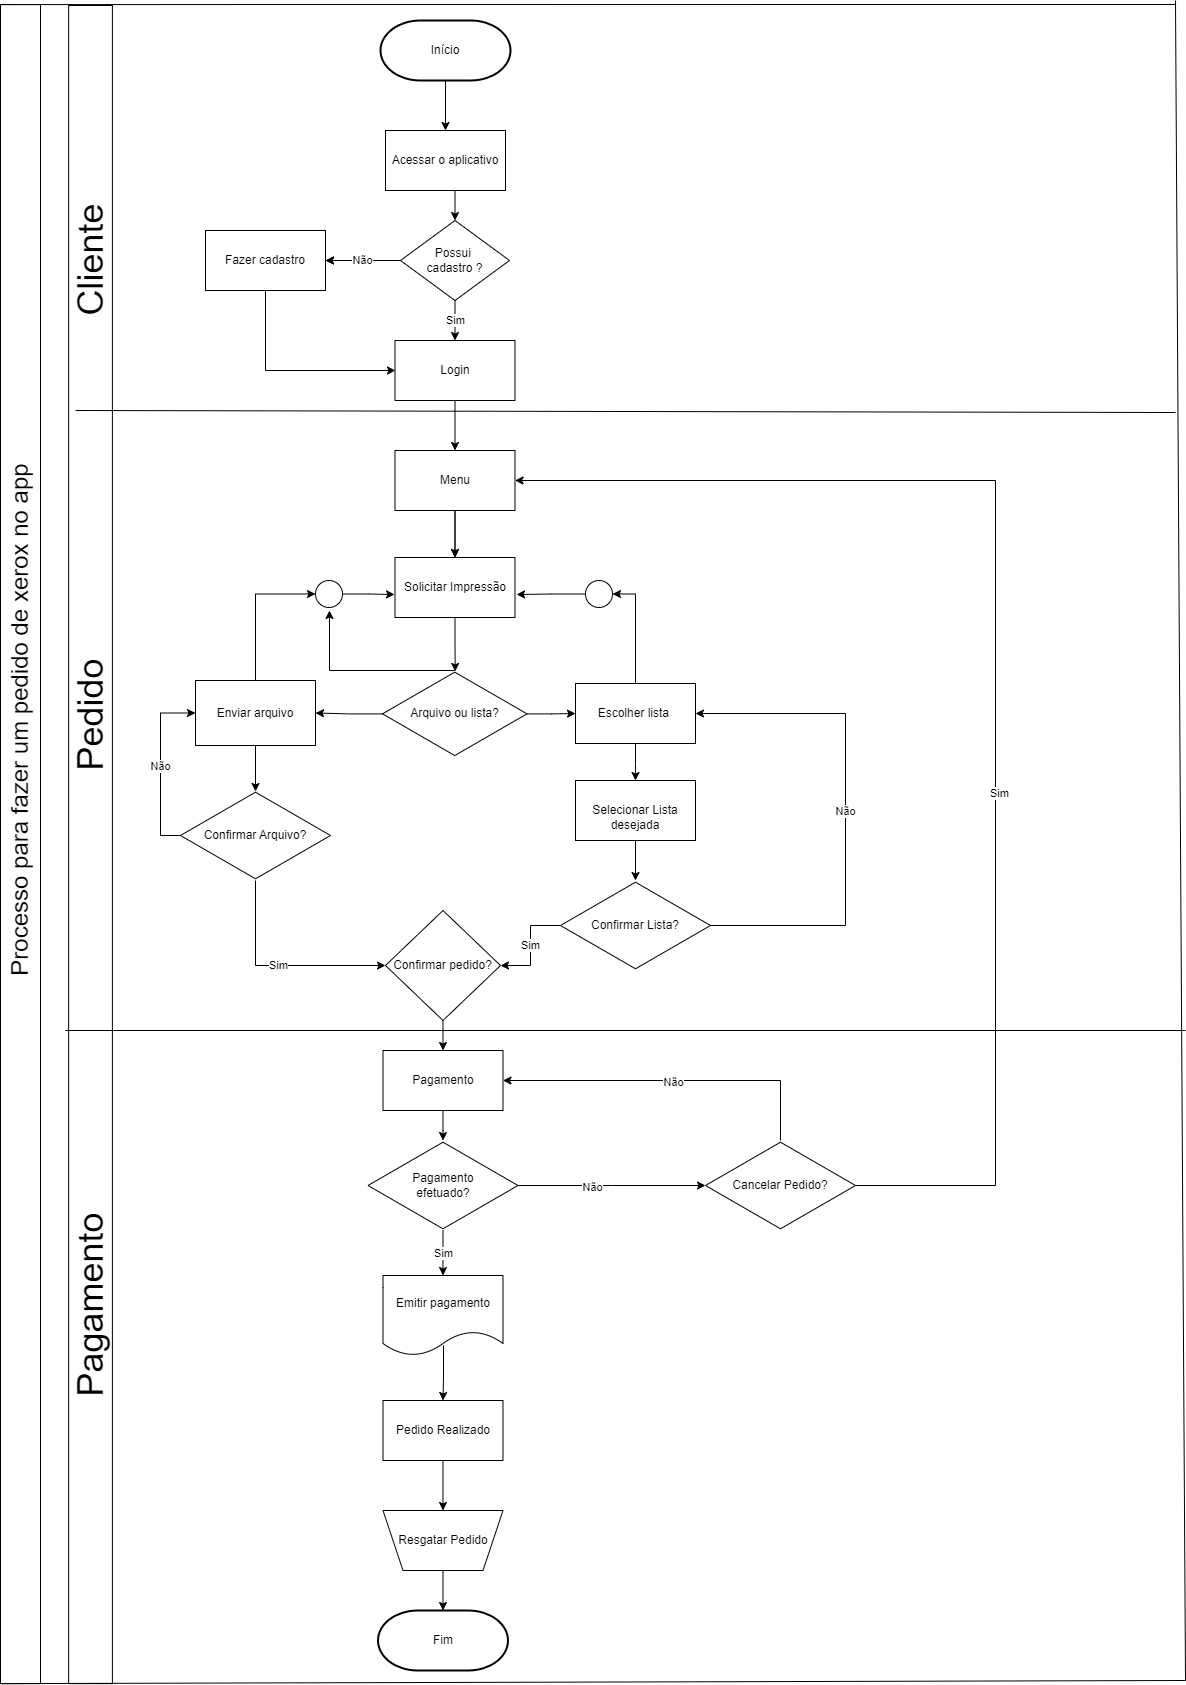 Processo para fazer um pedido de xerox no app
Cliente
Início
Acessar o aplicativo
Possui
cadastro ?
Não
Fazer cadastro
Sim
Login
Pedido
Menu
Solicitar Impressão
Arquivo ou lista?
Enviar arquivo
Escolher lista
Não
Confirmar Arquivo?
Selecionar Lista
desejada
Não
Sim
Confirmar Lista?
Sim
Sim
Confirmar pedido?
Pagamento
Pagamento
Não
Pagamento
efetuado?
Não
Cancelar Pedido?
Sim
Emitir pagamento
Pedido Realizado
Resgatar Pedido
Fim